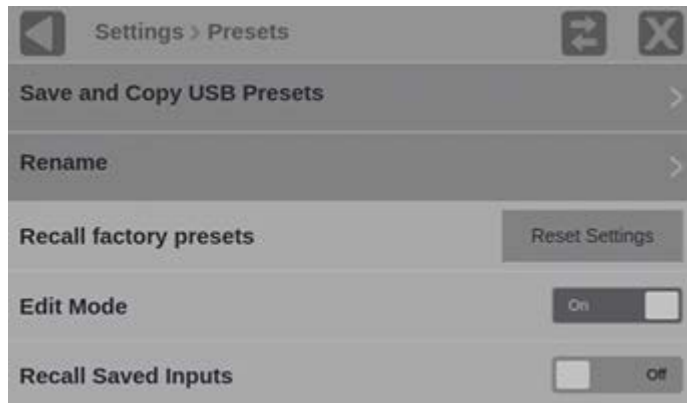 Settings > Presets
Save and Copy USB Presets
Rename
Recall factory presets Reset Settings
Edit Mode On
Recall Saved Inputs Off